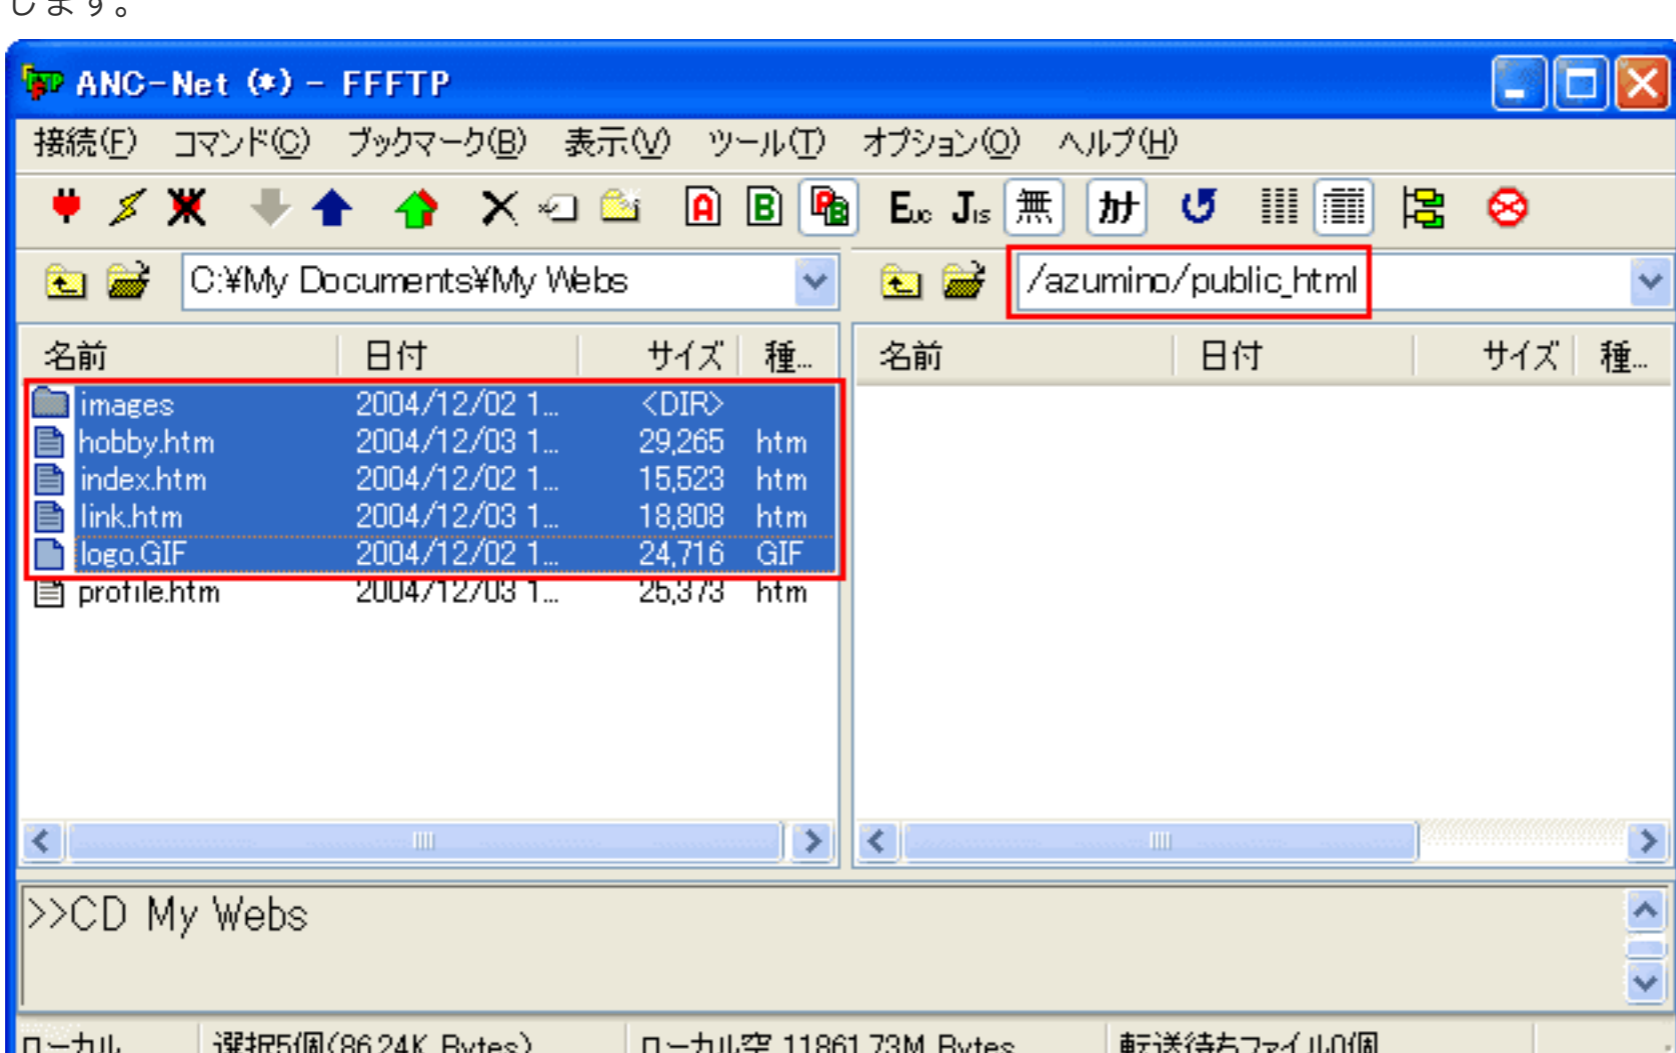 します。
ANC-Net (*) - FFFTP
接続(F) コマンド(C) ブックマーク(B) 表示(V) ツール(T) オプション(O) ヘルプ(H)
A B AB Euc Jis 無 カナ
C:¥My Documents¥My Webs
/azumino/public_html
名前 日付 サイズ 種...
images 2004/12/02 1... <DIR>
hobby.htm 2004/12/03 1... 29,265 htm
index.htm 2004/12/02 1... 15,523 htm
link.htm 2004/12/03 1... 18,808 htm
logo.GIF 2004/12/02 1... 24,716 GIF
profile.htm 2004/12/03 1... 25,373 htm
名前 日付 サイズ 種...
>>CD My Webs
ローカル 選択5個(86.24K Bytes) ローカル空 11861.73M Bytes 転送待ちファイル0個